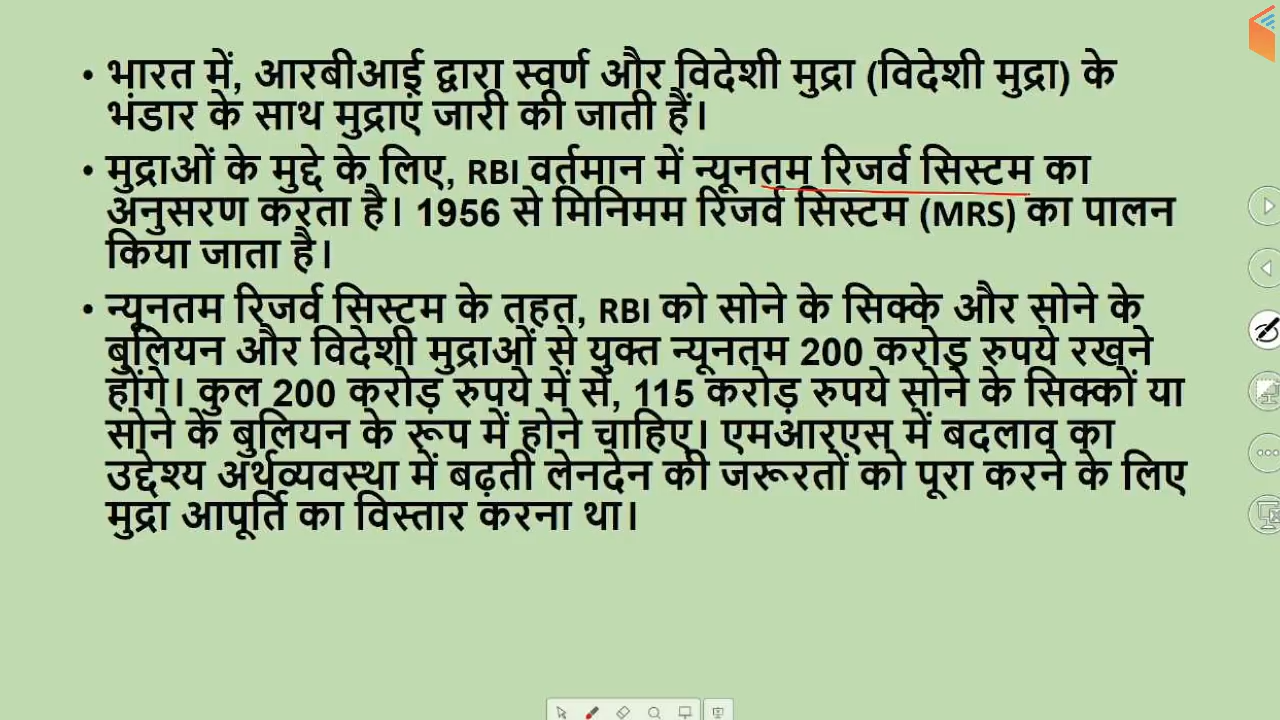 • भारत में, आरबीआई द्वारा स्वर्ण और विदेशी मुद्रा (विदेशी मुद्रा) के
भंडार के साथ मुद्राएं जारी की जाती हैं।
• मुद्राओं के मुद्दे के लिए, RBI वर्तमान में न्यूनतम रिजर्व सिस्टम का
अनुसरण करता है। 1956 से मिनिमम रिजर्व सिस्टम (MRS) का पालन
किया जाता है।
• न्यूनतम रिजर्व सिस्टम के तहत, RBI को सोने के सिक्के और सोने के
बुलियन और विदेशी मुद्राओं से युक्त न्यूनतम 200 करोड़ रुपये रखने
होंगे। कुल 200 करोड़ रुपये में से, 115 करोड़ रुपये सोने के सिक्कों या
सोने के बुलियन के रूप में होने चाहिए। एमआरएस में बदलाव का
उद्देश्य अर्थव्यवस्था में बढ़ती लेनदेन की जरूरतों को पूरा करने के लिए
मुद्रा आपूर्ति का विस्तार करना था।